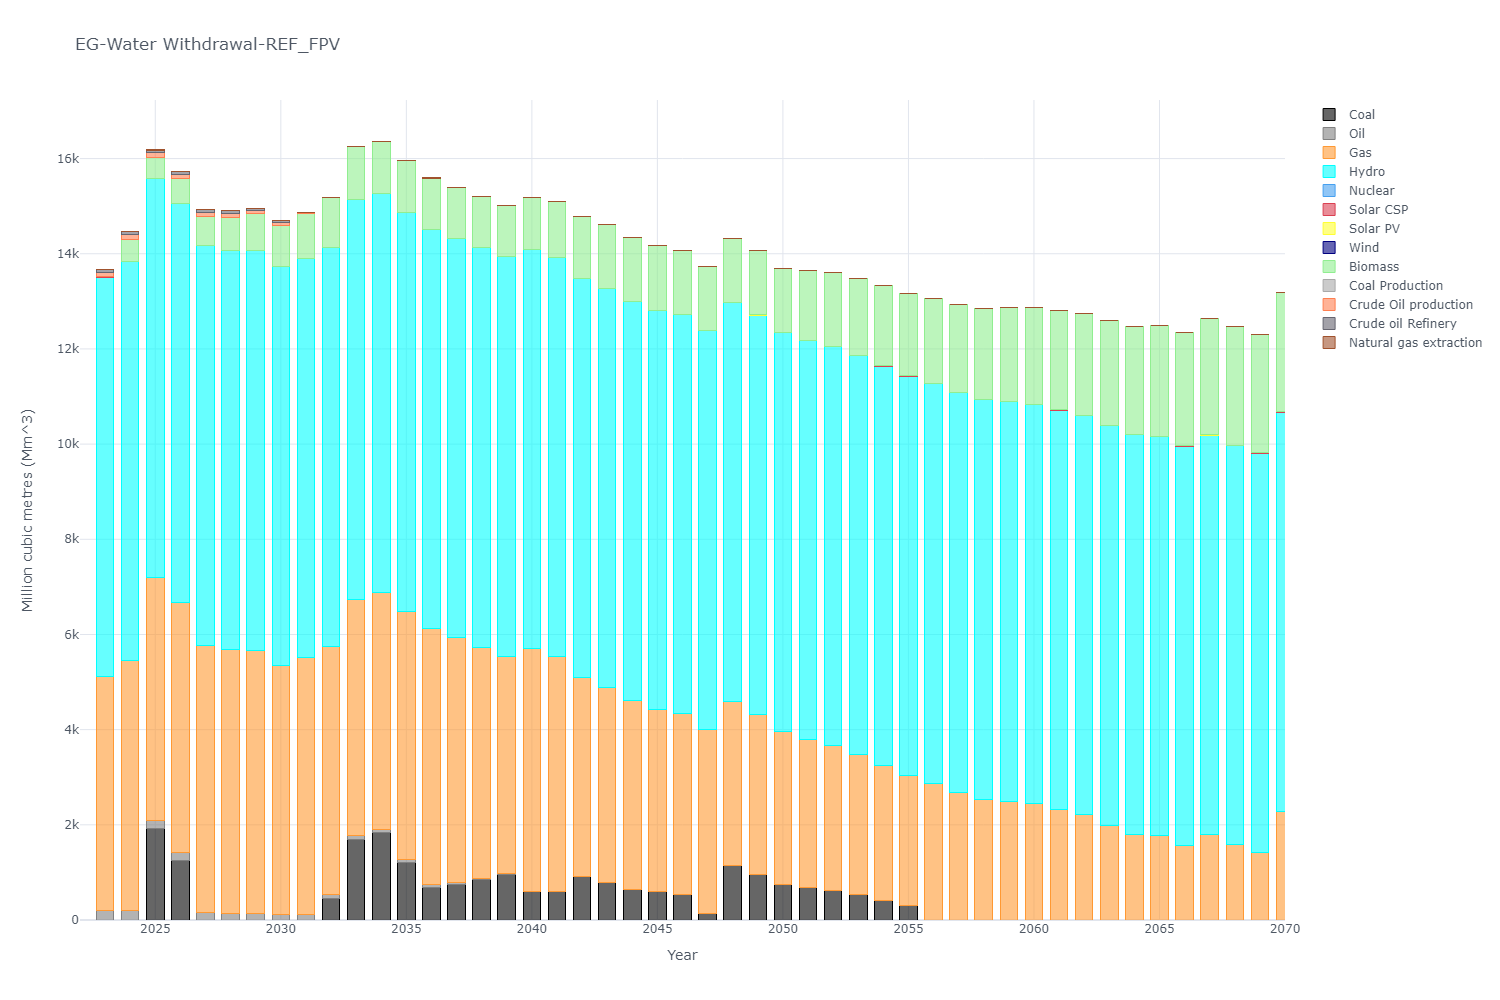 EG-Water Withdrawal-REF_FPV
Million cubic metres (Mm^3)
16k
14k
12k
10k
8k
6k
4k
2k
0
2025
2030
2035
2040
2045
2050
2055
2060
2065
2070
Year
Coal
Oil
Gas
Hydro
Nuclear
Solar CSP
Solar PV
Wind
Biomass
Coal Production
Crude Oil production
Crude oil Refinery
Natural gas extraction